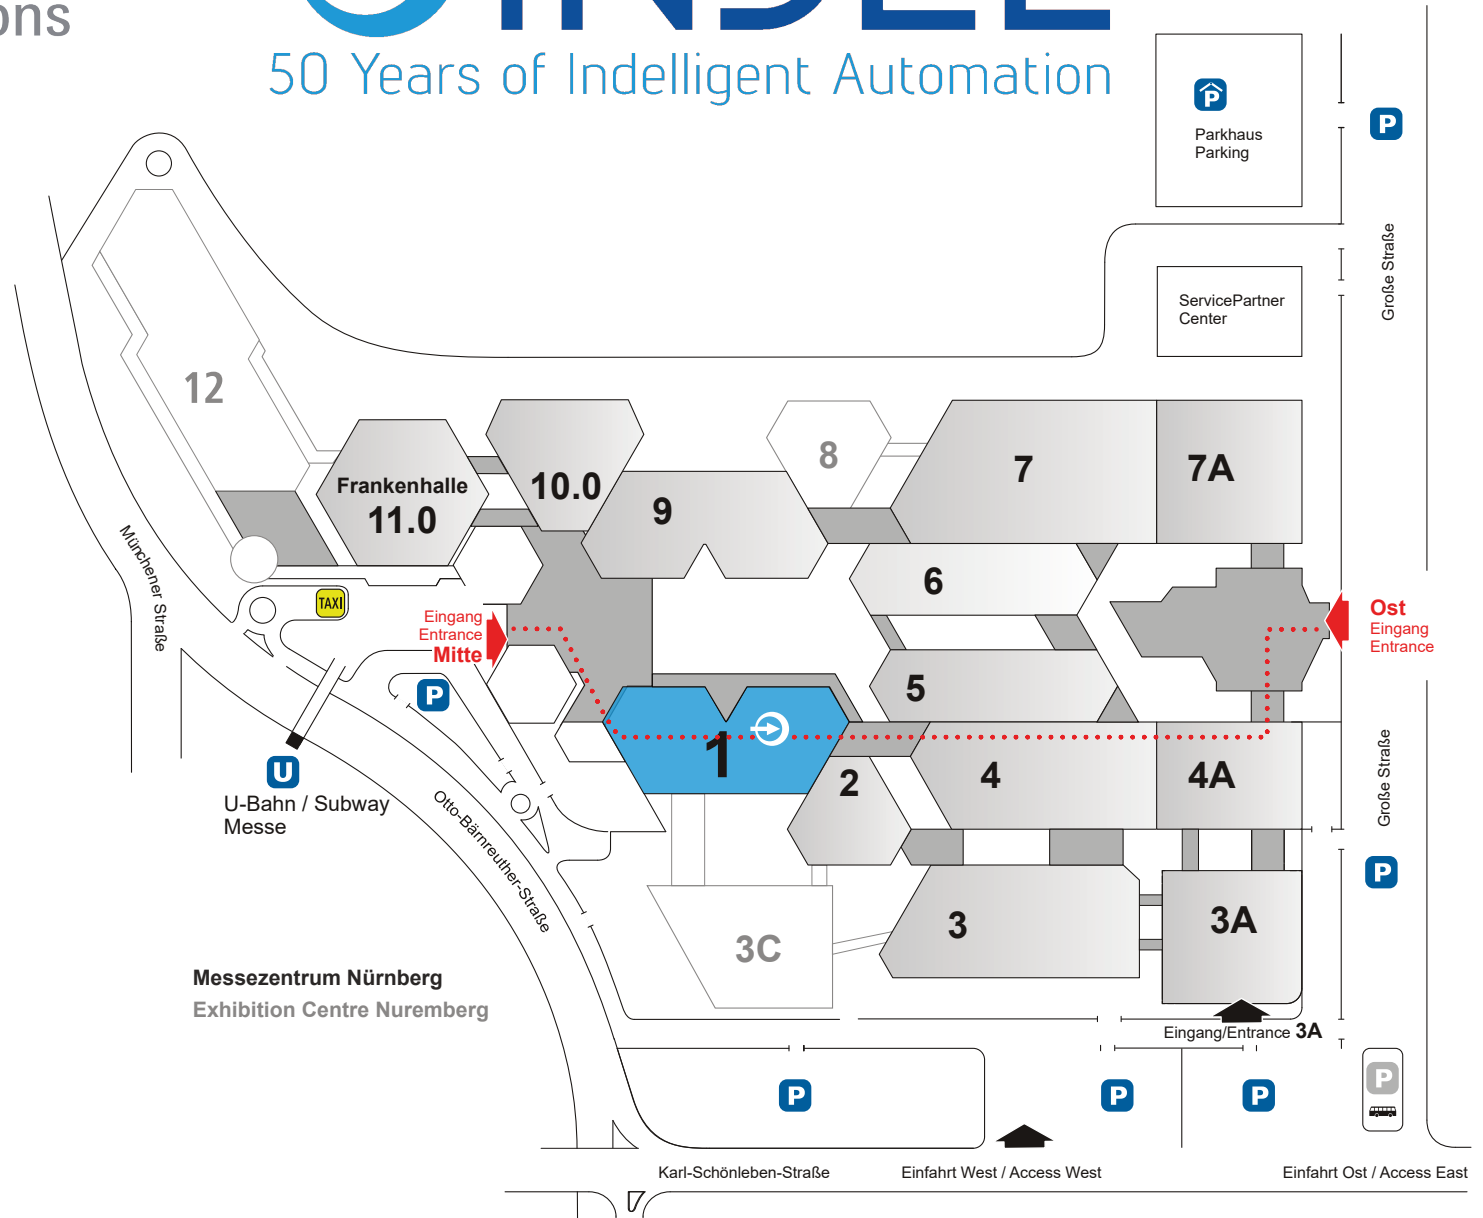 50 Years of Indelligent Automation
P
Parkhaus
Parking
P
Große Straße
ServicePartner
Center
12
Frankenhalle
11.0
10.0
9
8
7
7A
6
5
Münchener Straße
TAXI
Eingang
Entrance
Mitte
Ost
Eingang
Entrance
P
U
U-Bahn / Subway
Messe
1
2
4
4A
Große Straße
P
Otto-Bärnreuther-Straße
3C
3
3A
Messezentrum Nürnberg
Exhibition Centre Nuremberg
Eingang/Entrance 3A
P
P
P
P
Karl-Schönleben-Straße
Einfahrt West / Access West
Einfahrt Ost / Access East